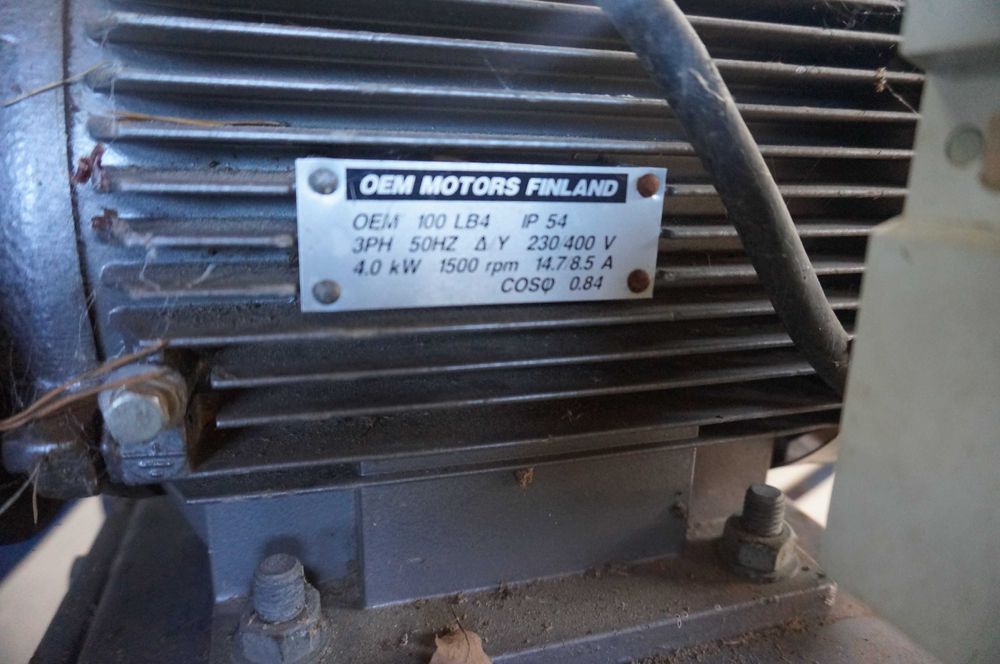 OEM MOTORS FINLAND
OEM 100 LB4 IP 54
3PH 50HZ Δ/Y 230/400 V
4.0 kW 1500 rpm 14.7/8.5 A
COSφ 0.84